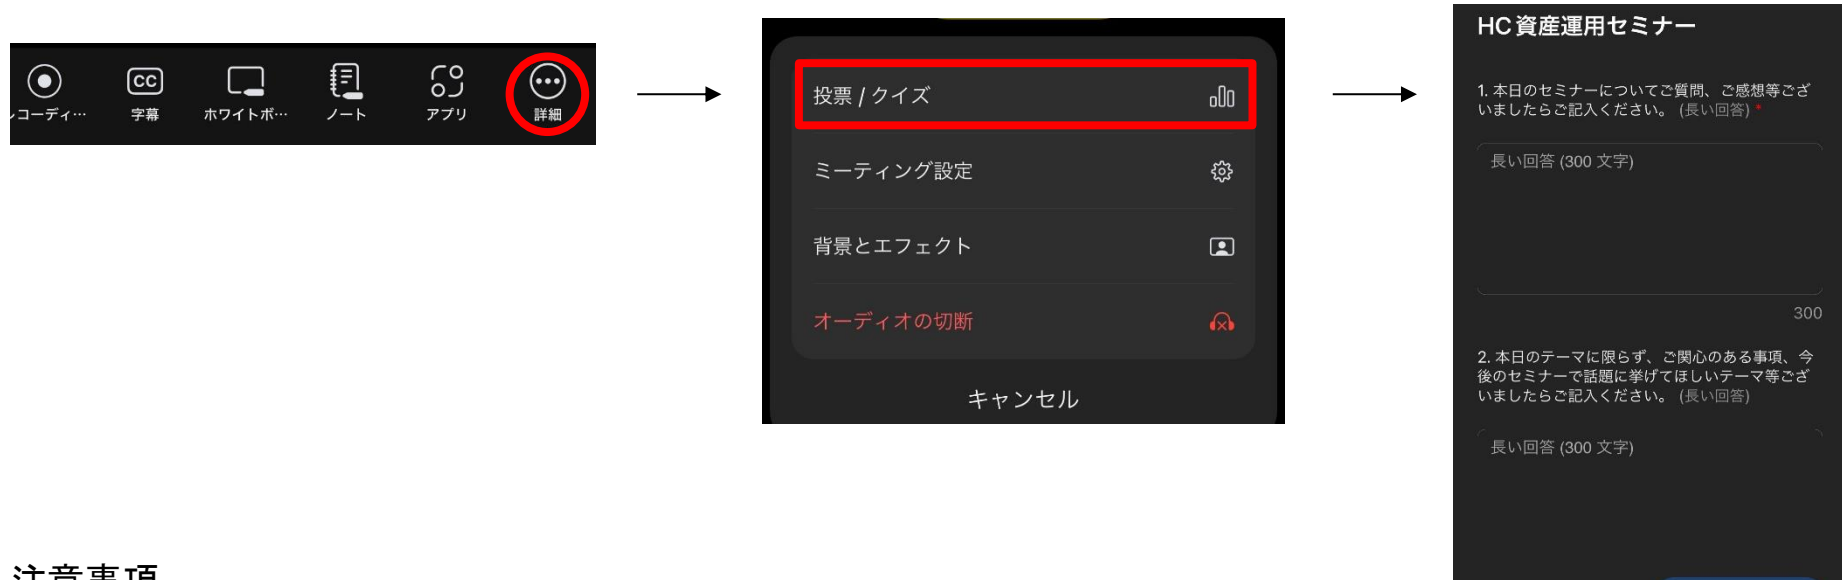 レコーディ…
CC
字幕
ホワイトボ…
ノート
アプリ
詳細
投票 / クイズ
ミーティング設定
背景とエフェクト
オーディオの切断
キャンセル
HC 資産運用セミナー
1. 本日のセミナーについてご質問、ご感想等ござ
いましたらご記入ください。 (長い回答) *
長い回答 (300 文字)
300
2. 本日のテーマに限らず、ご関心のある事項、今
後のセミナーで話題に挙げてほしいテーマ等ござ
いましたらご記入ください。 (長い回答)
長い回答 (300 文字)
注意事項